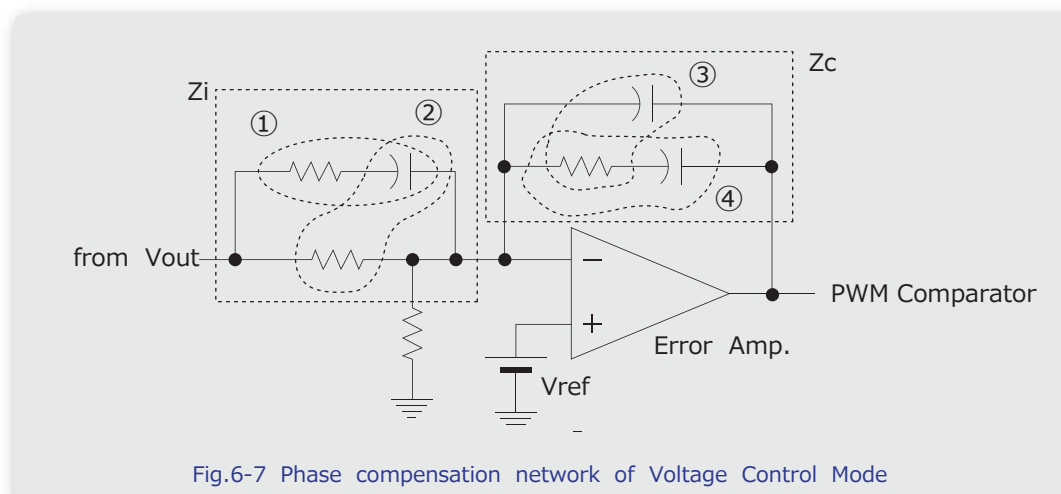 Zc
③
Zi
①
②
④
from Vout
−
+
PWM Comparator
Error Amp.
Vref
Fig.6-7 Phase compensation network of Voltage Control Mode